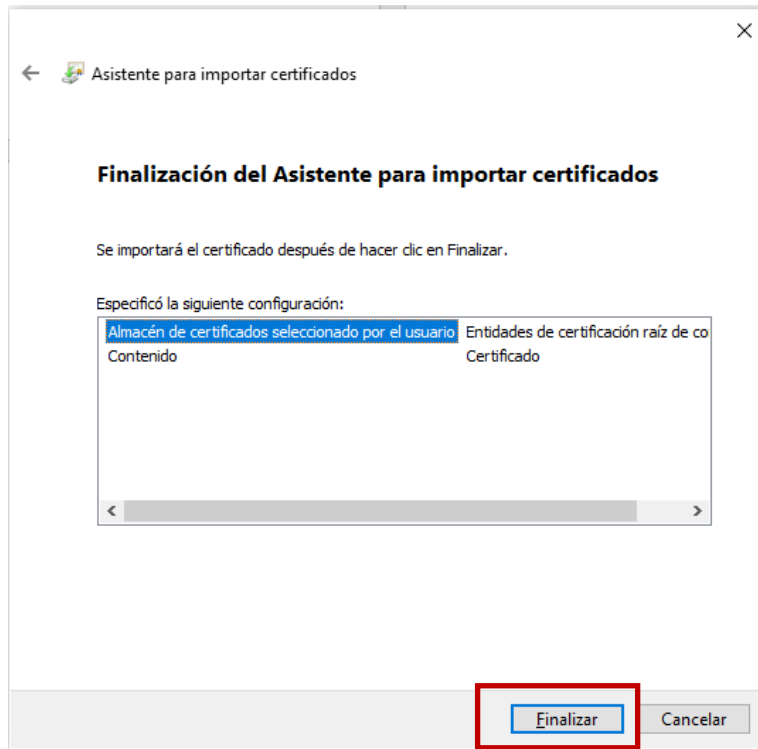 Asistente para importar certificados
Finalización del Asistente para importar certificados
Se importará el certificado después de hacer clic en Finalizar.
Especificó la siguiente configuración:
Almacén de certificados seleccionado por el usuario Entidades de certificación raíz de co
Contenido Certificado
Finalizar Cancelar